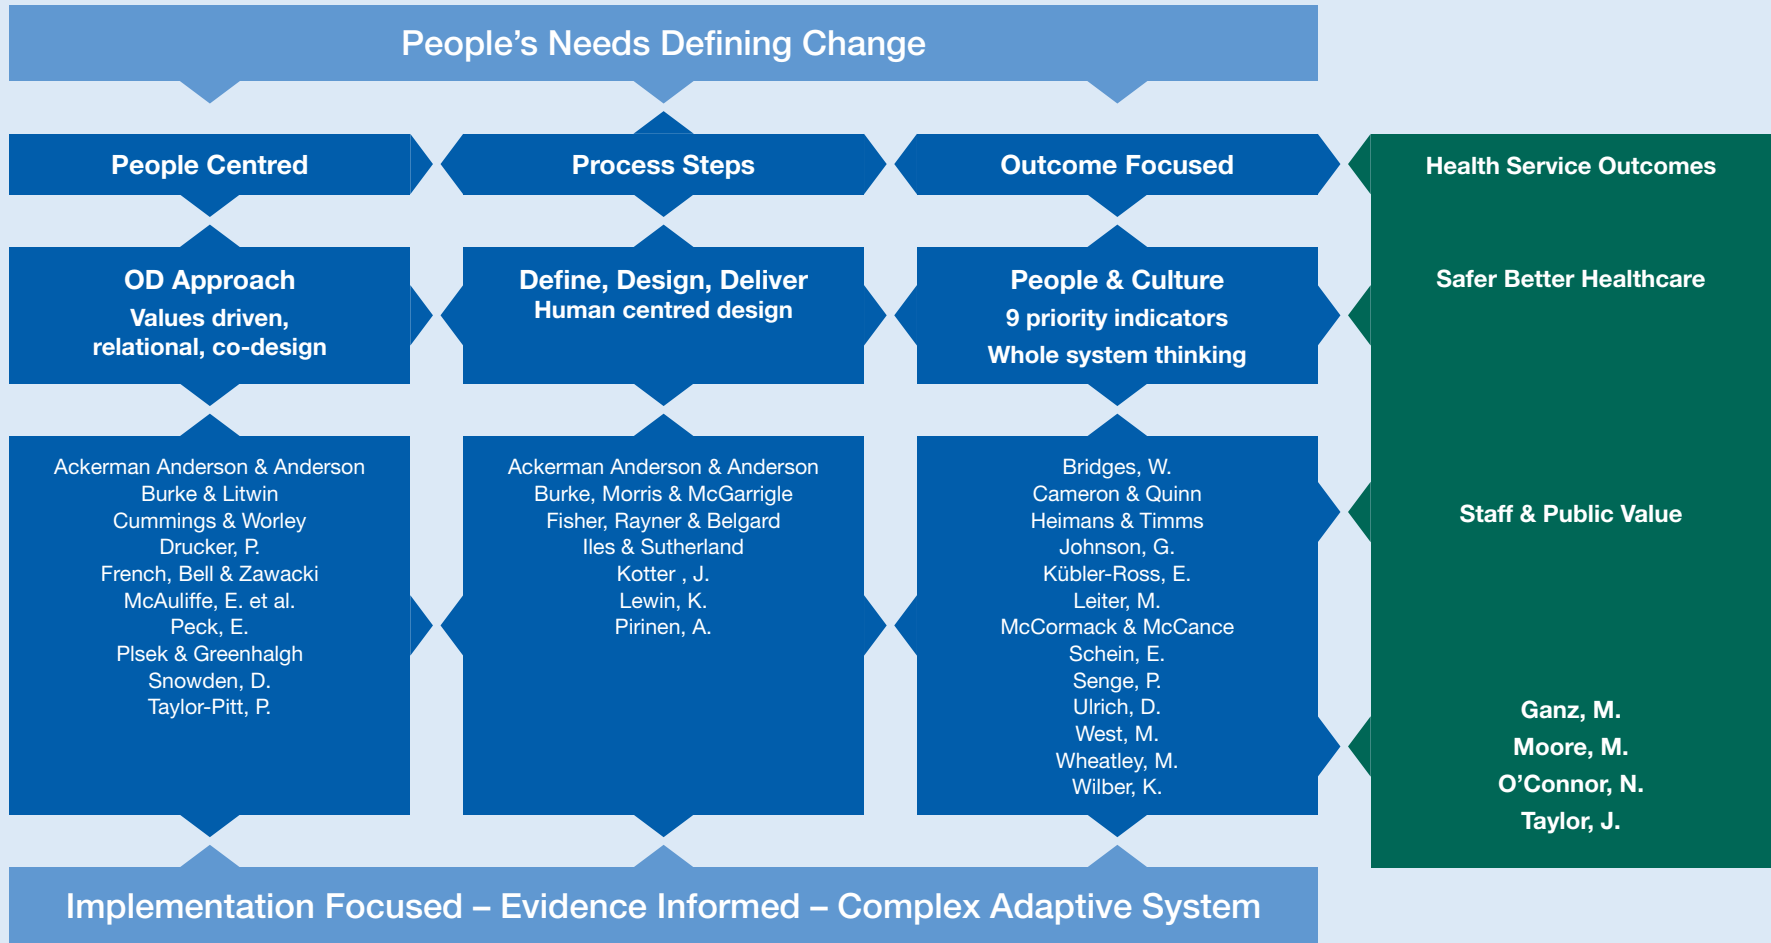 People’s Needs Defining Change
People Centred
Process Steps
Outcome Focused
Health Service Outcomes
OD Approach
Values driven,
relational, co-design
Define, Design, Deliver
Human centred design
People & Culture
9 priority indicators
Whole system thinking
Safer Better Healthcare
Ackerman Anderson & Anderson
Burke & Litwin
Cummings & Worley
Drucker, P.
French, Bell & Zawacki
McAuliffe, E. et al.
Peck, E.
Plsek & Greenhalgh
Snowden, D.
Taylor-Pitt, P.
Ackerman Anderson & Anderson
Burke, Morris & McGarrigle
Fisher, Rayner & Belgard
Iles & Sutherland
Kotter , J.
Lewin, K.
Pirinen, A.
Bridges, W.
Cameron & Quinn
Heimans & Timms
Johnson, G.
Kübler-Ross, E.
Leiter, M.
McCormack & McCance
Schein, E.
Senge, P.
Ulrich, D.
West, M.
Wheatley, M.
Wilber, K.
Staff & Public Value
Ganz, M.
Moore, M.
O’Connor, N.
Taylor, J.
Implementation Focused – Evidence Informed – Complex Adaptive System